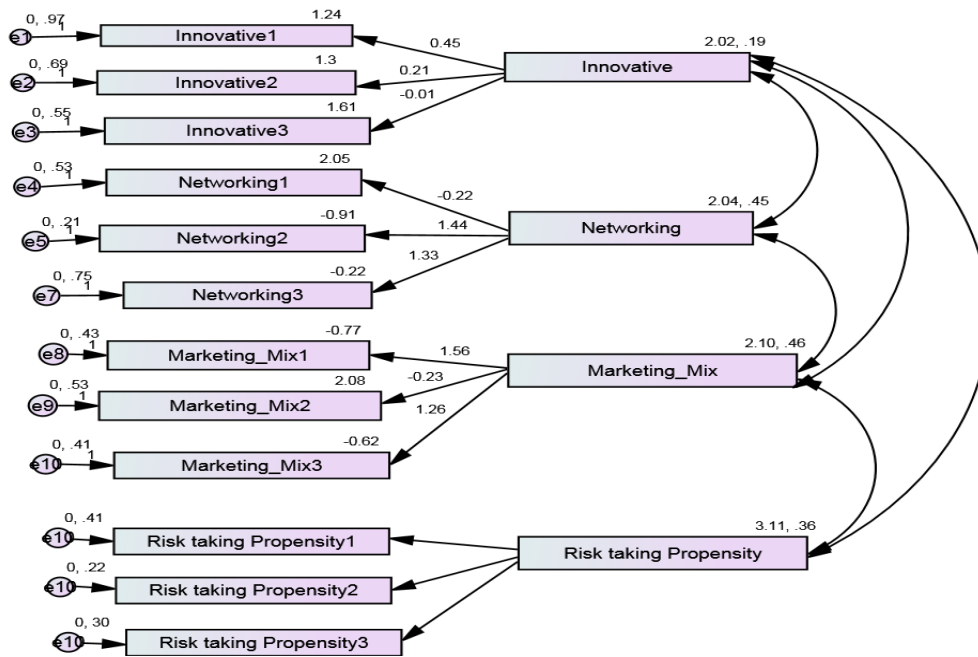 0, .97
1
e1
Innovative1
1.24
0.45
0, .69
1
e2
Innovative2
1.3
0.21
0, .55
1
e3
Innovative3
1.61
-0.01
Innovative
2.02, .19
0, .53
1
e4
Networking1
2.05
-0.22
0, .21
1
e5
Networking2
-0.91
1.44
0, .75
1
e7
Networking3
-0.22
1.33
Networking
2.04, .45
0, .43
1
e8
Marketing_Mix1
-0.77
1.56
0, .53
1
e9
Marketing_Mix2
2.08
-0.23
0, .41
1
e10
Marketing_Mix3
-0.62
1.26
Marketing_Mix
2.10, .46
0, .41
e10
Risk taking Propensity1
0, .22
e10
Risk taking Propensity2
0, 30
e10
Risk taking Propensity3
Risk taking Propensity
3.11, .36